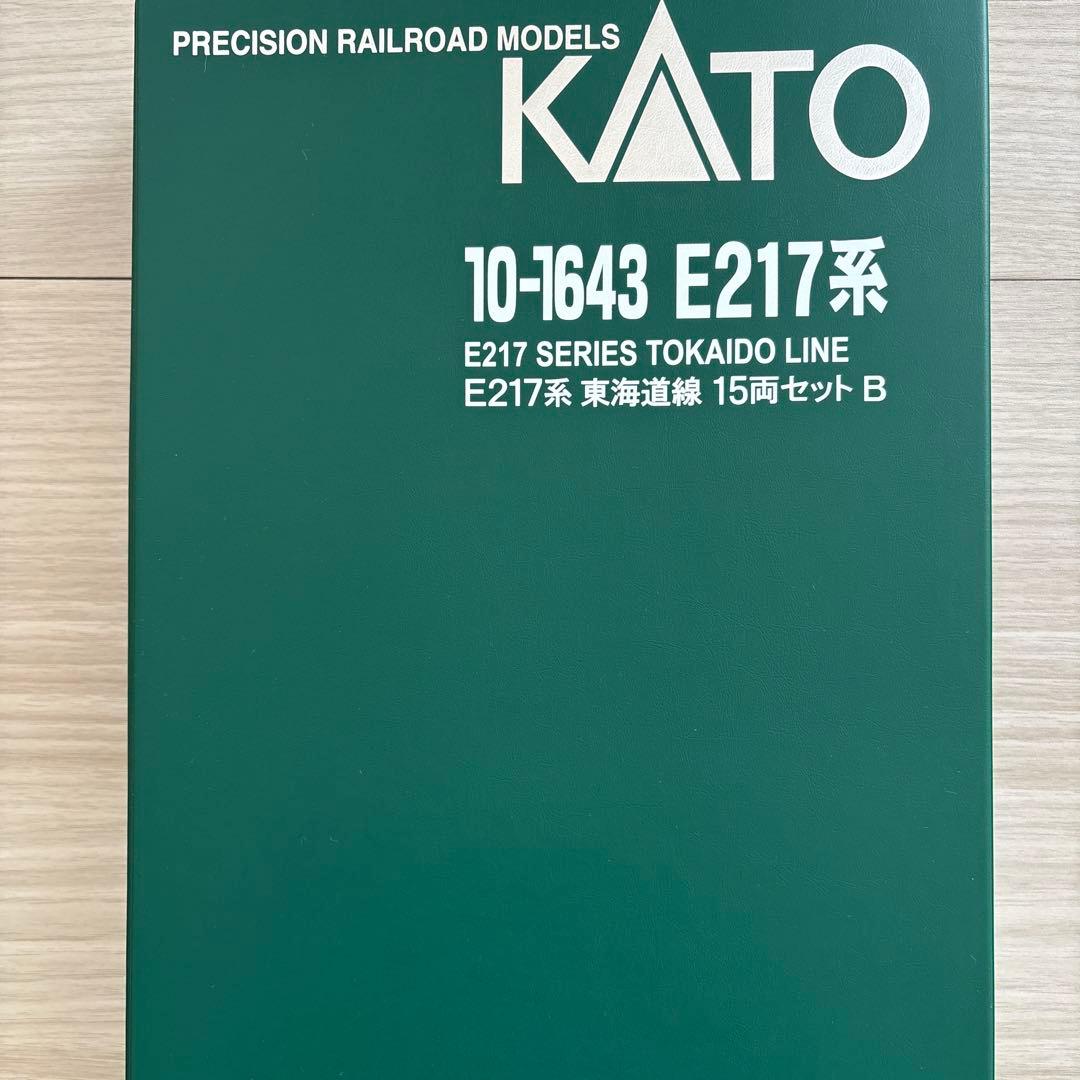 PRECISION RAILROAD MODELS
KATO
10-1643 E217系
E217 SERIES TOKAIDO LINE
E217系 東海道線 15両セット B